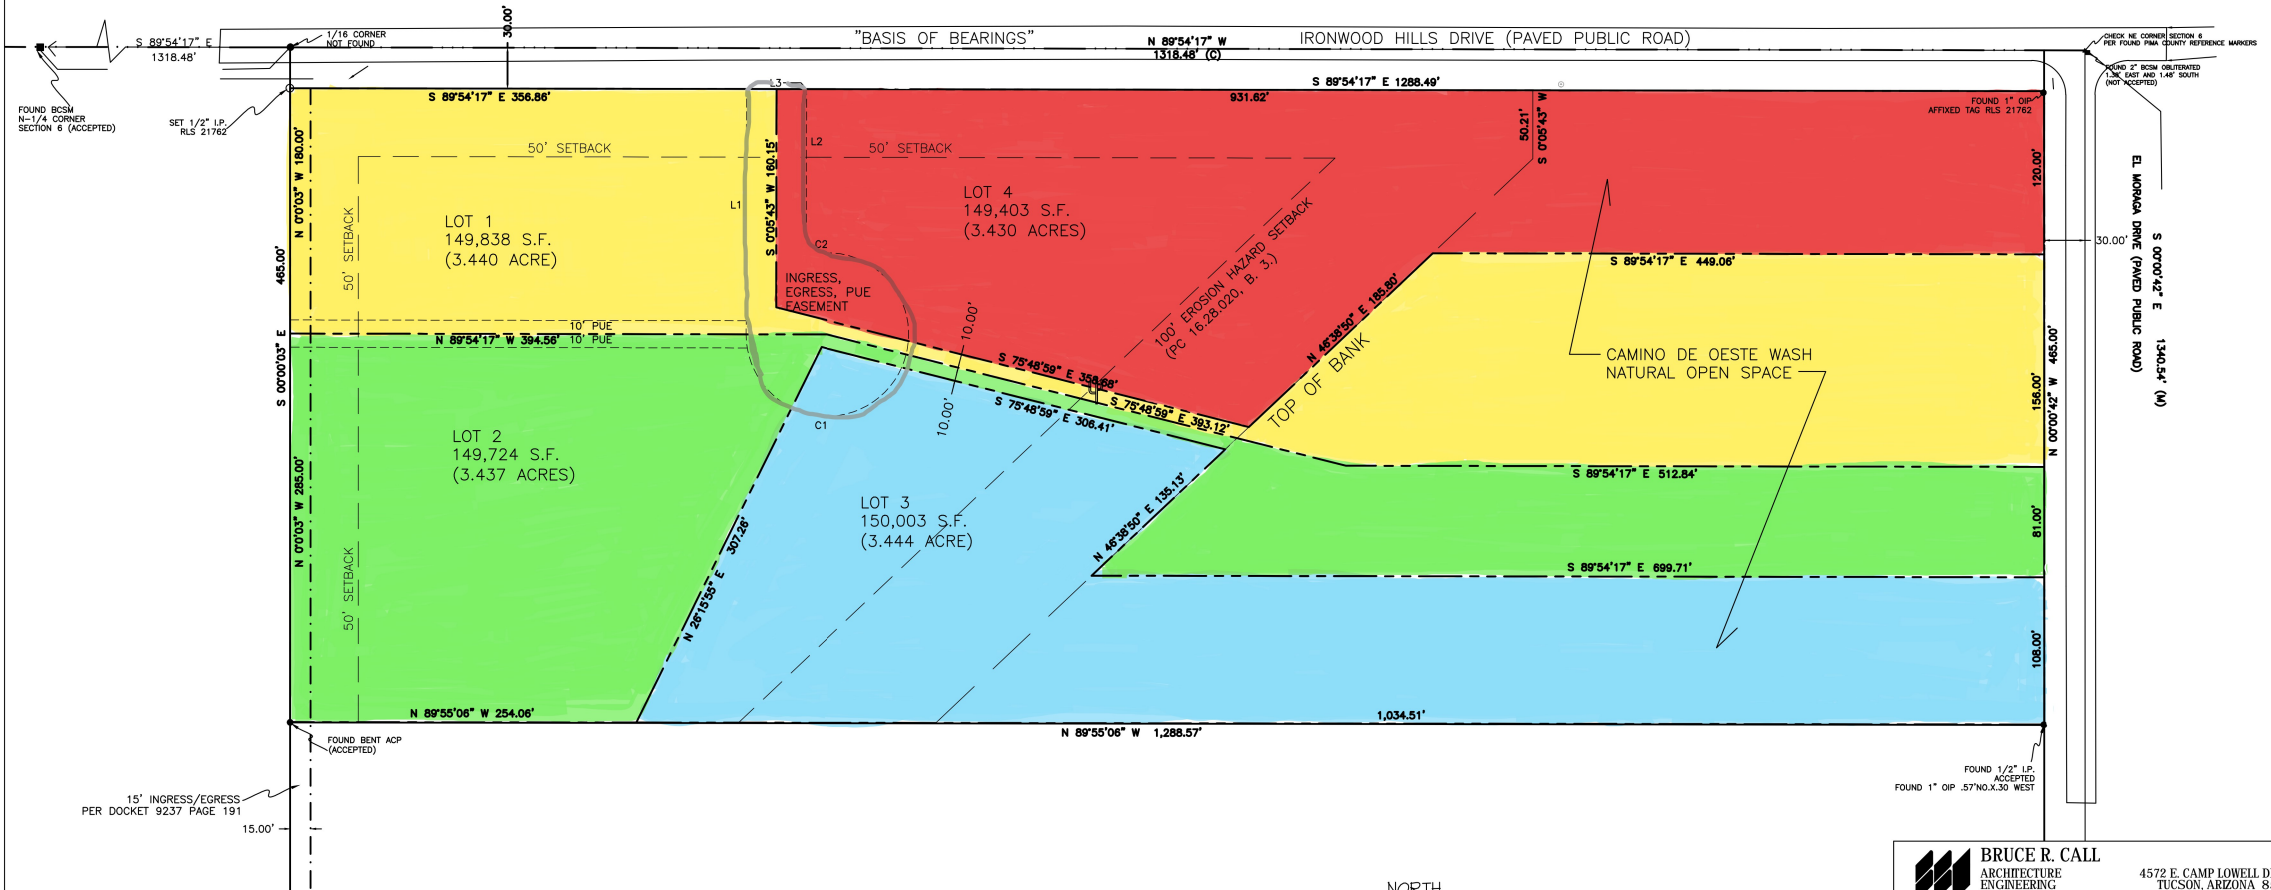 30.00'
"BASIS OF BEARINGS"
N 89°54'17" W
1318.48' (C)
IRONWOOD HILLS DRIVE (PAVED PUBLIC ROAD)
S 89°54'17" E
1318.48'
1/16 CORNER
NOT FOUND
CHECK NE CORNER SECTION 6
PER FOUND PIMA COUNTY REFERENCE MARKERS
FOUND 2" BCSM OBLITERATED
1.38' EAST AND 1.48' SOUTH
(NOT ACCEPTED)
FOUND BCSM
N-1/4 CORNER
SECTION 6 (ACCEPTED)
SET 1/2" I.P.
RLS 21762
S 89°54'17" E 356.86'
L3
S 89°54'17" E 1288.49'
931.62'
FOUND 1" OIP
AFFIXED TAG RLS 21762
50.21'
S 0°05'43" W
N 0°0'03" W 180.00'
50' SETBACK
50' SETBACK
L2
S 0°05'43" W 160.15'
L1
120.00'
EL MORAGA DRIVE (PAVED PUBLIC ROAD)
LOT 1
149,838 S.F.
(3.440 ACRE)
LOT 4
149,403 S.F.
(3.430 ACRES)
50' SETBACK
465.00'
S 00°00'03" E
C2
INGRESS,
EGRESS, PUE
EASEMENT
100' EROSION HAZARD SETBACK
(PC 16.28.020, B. 3.)
30.00'
S 00°00'42" E 1340.54' (M)
S 89°54'17" E 449.06'
N 46°38'50" E 185.80'
TOP OF BANK
10' PUE
N 89°54'17" W 394.56'
10' PUE
10.00'
S 75°48'59" E 358.68'
CAMINO DE OESTE WASH
NATURAL OPEN SPACE
N 00°00'42" W 465.00'
156.00'
S 75°48'59" E 393.12'
S 75°48'59" E 306.41'
10.00'
C1
LOT 2
149,724 S.F.
(3.437 ACRES)
S 89°54'17" E 512.84'
N 0°0'03" W 285.00'
LOT 3
150,003 S.F.
(3.444 ACRE)
N 46°38'50" E 135.13'
81.00'
N 26°15'55" E 307.26'
50' SETBACK
S 89°54'17" E 699.71'
108.00'
N 89°55'06" W 254.06'
1,034.51'
N 89°55'06" W 1,288.57'
FOUND BENT ACP
(ACCEPTED)
FOUND 1/2" I.P.
ACCEPTED
FOUND 1" OIP .57'NO.X.30 WEST
15' INGRESS/EGRESS
PER DOCKET 9237 PAGE 191
15.00'
NORTH
BRUCE R. CALL
ARCHITECTURE
ENGINEERING
4572 E. CAMP LOWELL
TUCSON, ARIZONA